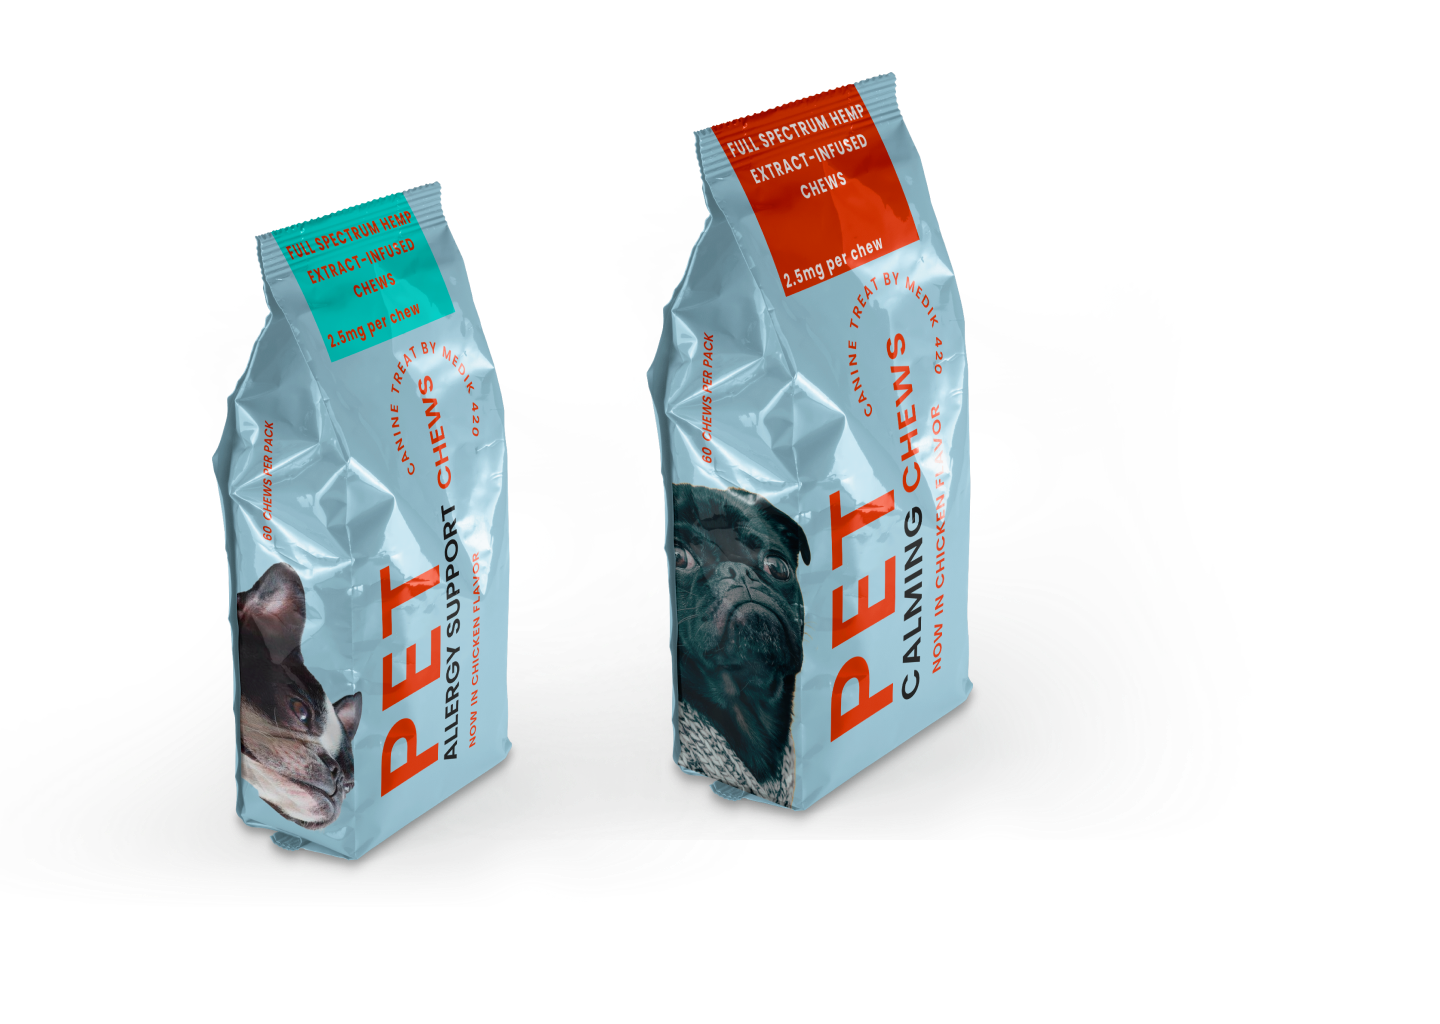 FULL SPECTRUM HEMP
EXTRACT-INFUSED
CHEWS
2.5mg per chew
CANINE TREAT BY MEDIK 420
60 CHEWS PER PACK
PET
ALLERGY SUPPORT CHEWS
NOW IN CHICKEN FLAVOR
FULL SPECTRUM HEMP
EXTRACT-INFUSED
CHEWS
2.5mg per chew
CANINE TREAT BY MEDIK 420
60 CHEWS PER PACK
PET
CALMING CHEWS
NOW IN CHICKEN FLAVOR